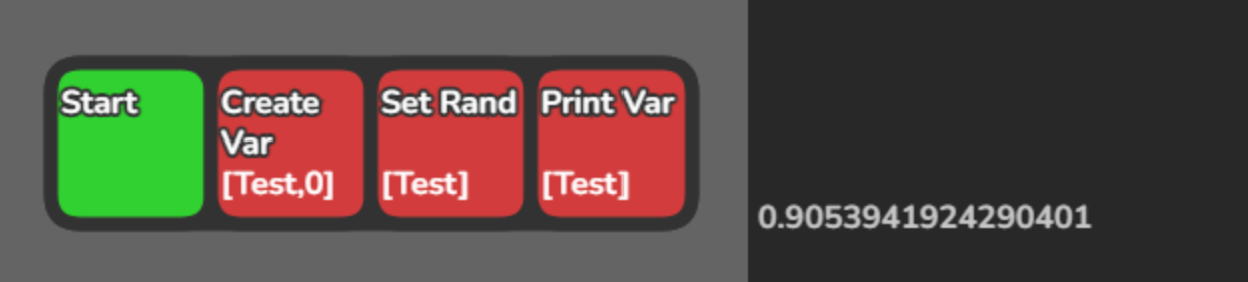 Start
Create
Var
[Test,0]
Set Rand
[Test]
Print Var
[Test]
0.9053941924290401